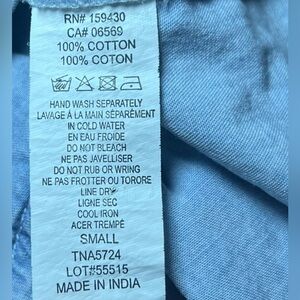 RN# 159430
CA# 06569
100% COTTON
100% COTON
HAND WASH SEPARATELY
LAVAGE À LA MAIN SÉPARÉMENT
IN COLD WATER
EN EAU FROIDE
DO NOT BLEACH
NE PAS JAVELLISER
DO NOT RUB OR WRING
NE PAS FROTTER OU TORORE
LINE DRY
LIGNE SEC
COOL IRON
ACER TREMPÉ
SMALL
TNA5724
LOT#55515
MADE IN INDIA